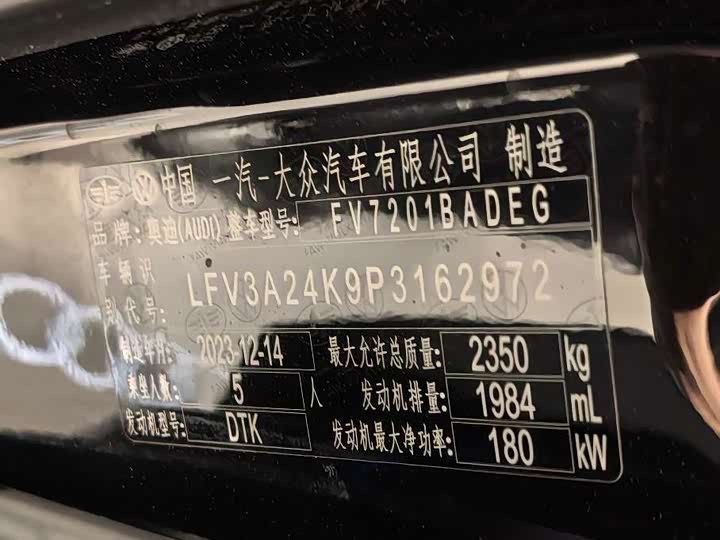 中国 一汽-大众汽车有限公司 制造
品牌: 奥迪(AUDI) 整车型号: FV7201BADEG
车辆识
别代号: LFV3A24K9P3162972
制造年月: 2023-12-14 最大允许总质量: 2350 kg
乘坐人数: 5 人 发动机排量: 1984 mL
发动机型号: DTK 发动机最大净功率: 180 kW